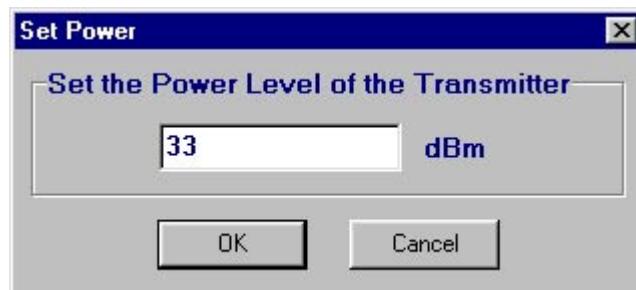 Set Power
Set the Power Level of the Transmitter
33 dBm
OK Cancel